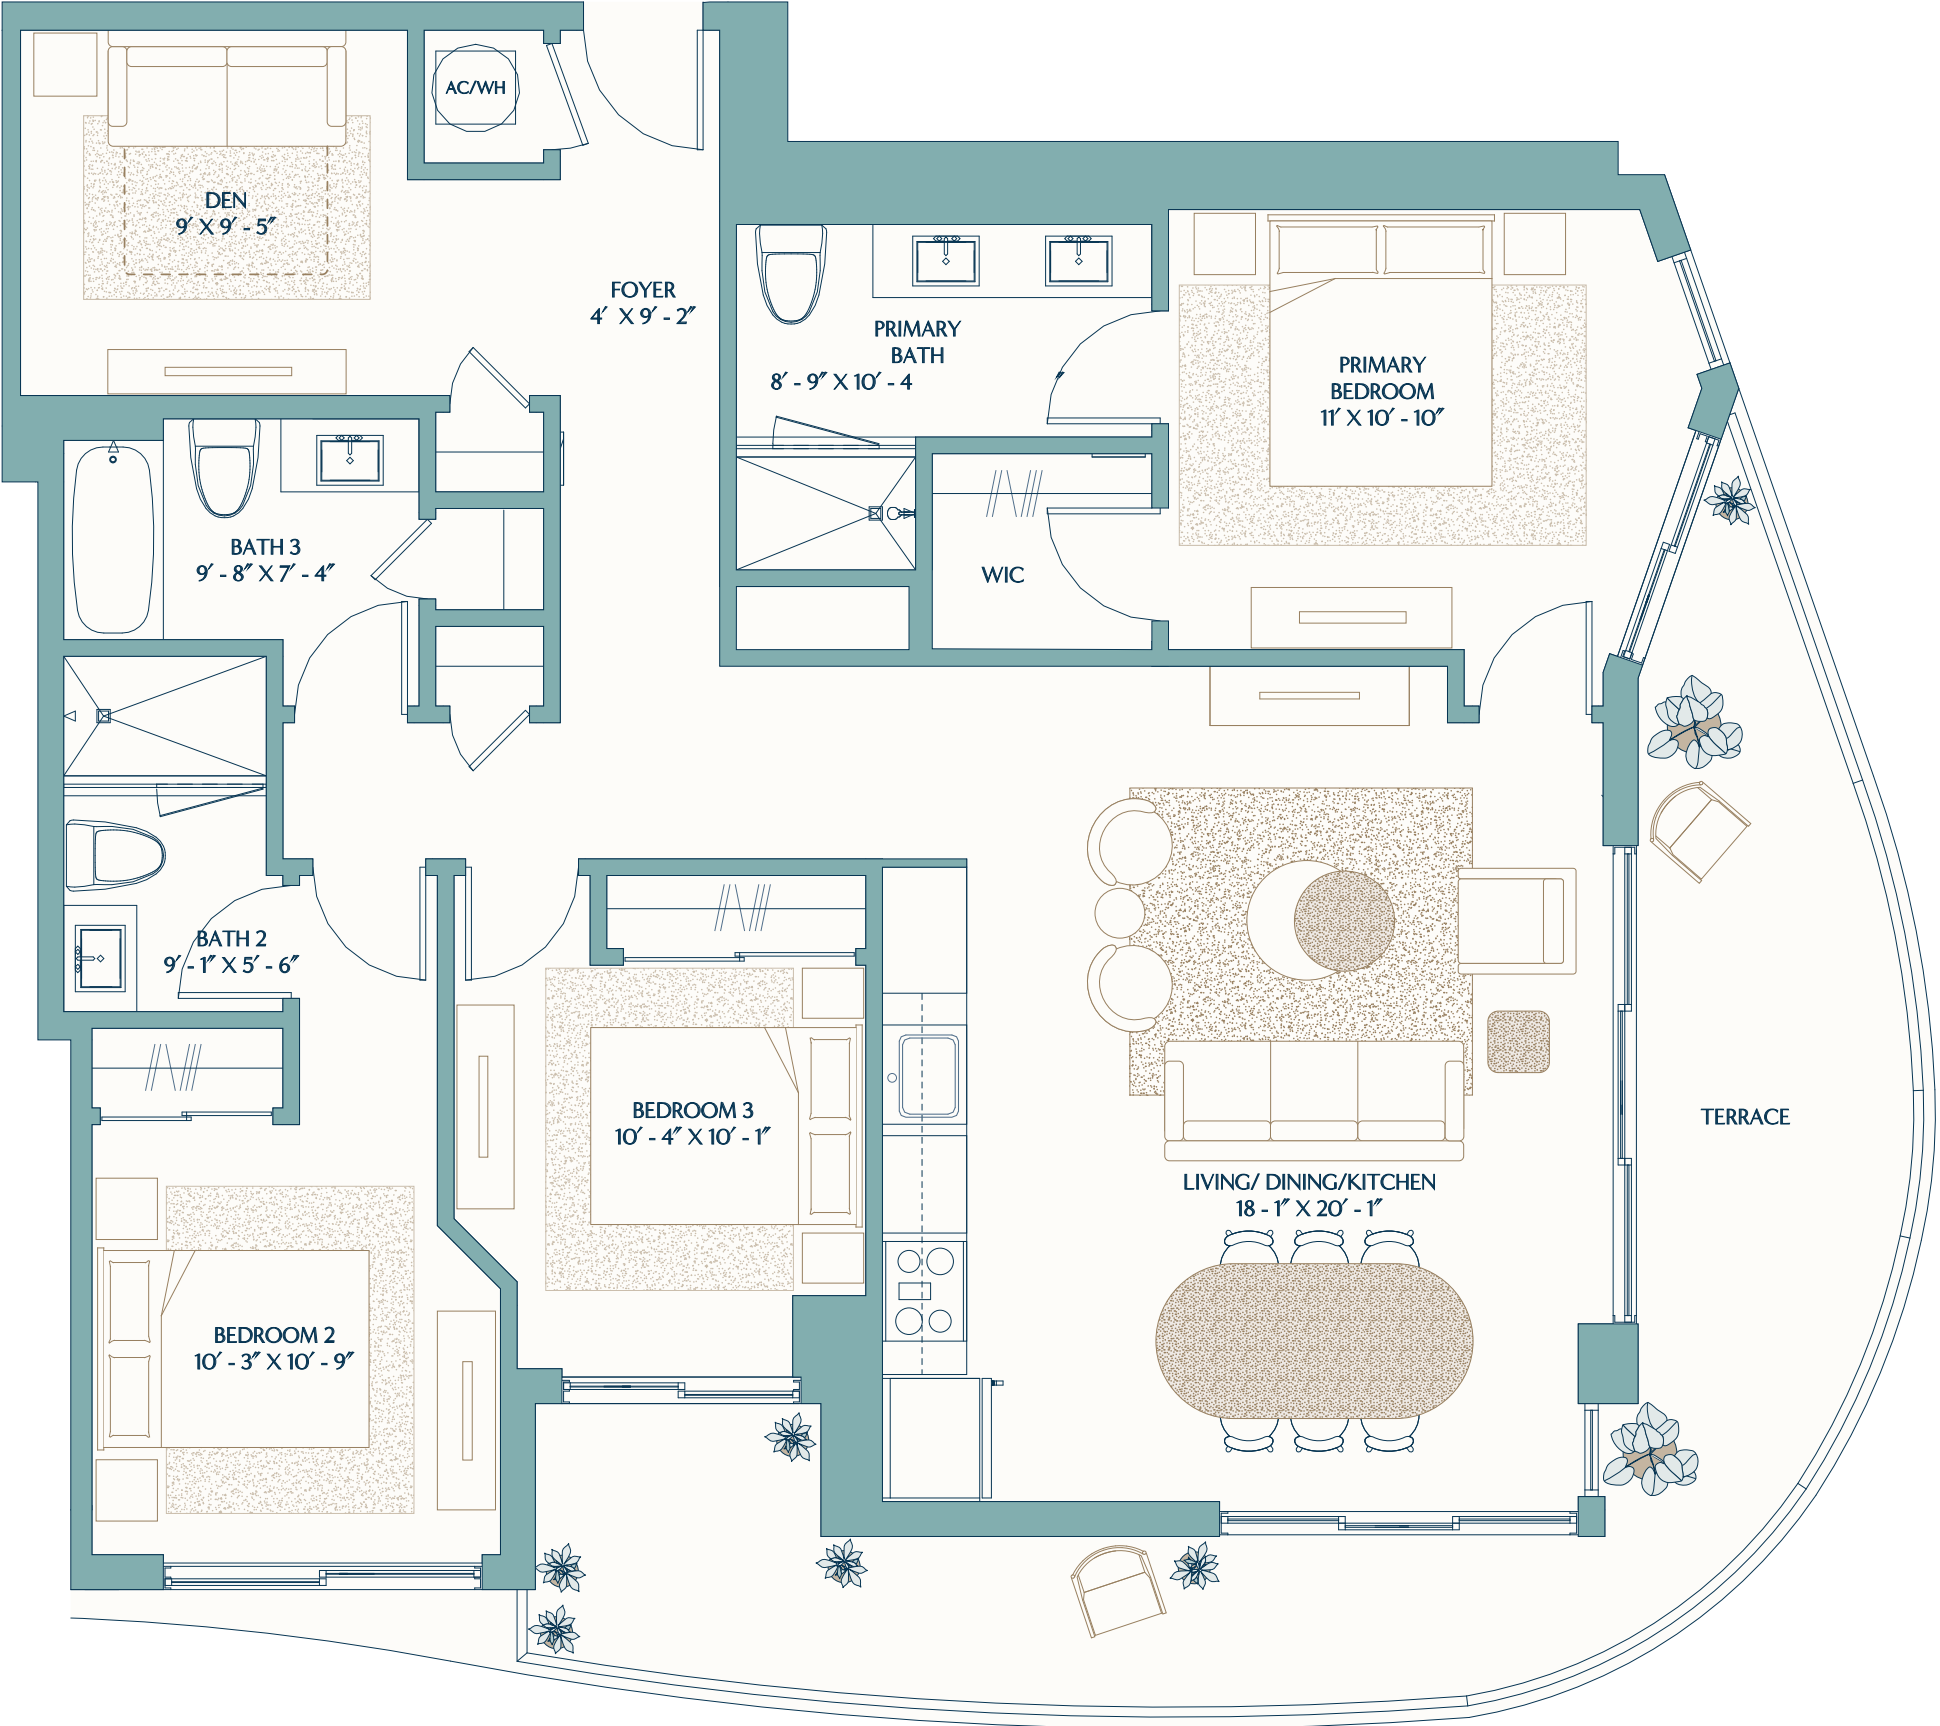 AC/WH
DEN
9′ X 9′ - 5″
FOYER
4′ X 9′ - 2″
PRIMARY
BATH
8′ - 9″ X 10′ - 4
″
PRIMARY
BEDROOM
11′ X 10′ - 10″
BATH 3
9′ - 8″ X 7′ - 4″
WIC
BATH 2
9′ - 1″ X 5′ - 6″
BEDROOM 3
10′ - 4″ X 10′ - 1″
TERRACE
LIVING/ DINING/KITCHEN
18 - 1″ X 20′ - 1″
BEDROOM 2
10′ - 3″ X 10′ - 9″